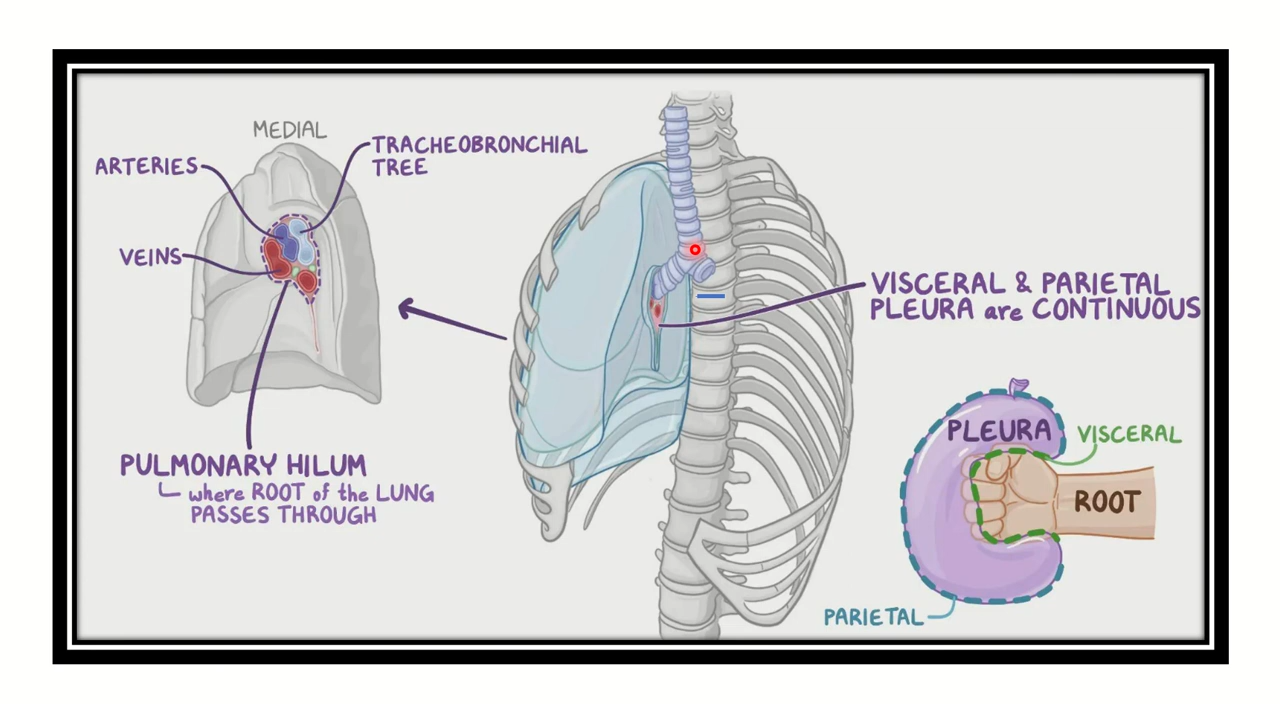 MEDIAL
ARTERIES
TRACHEOBRONCHIAL
TREE
VEINS
VISCERAL & PARIETAL
PLEURA are CONTINUOUS
PULMONARY HILUM
where ROOT of the LUNG
PASSES THROUGH
PLEURA
VISCERAL
ROOT
PARIETAL